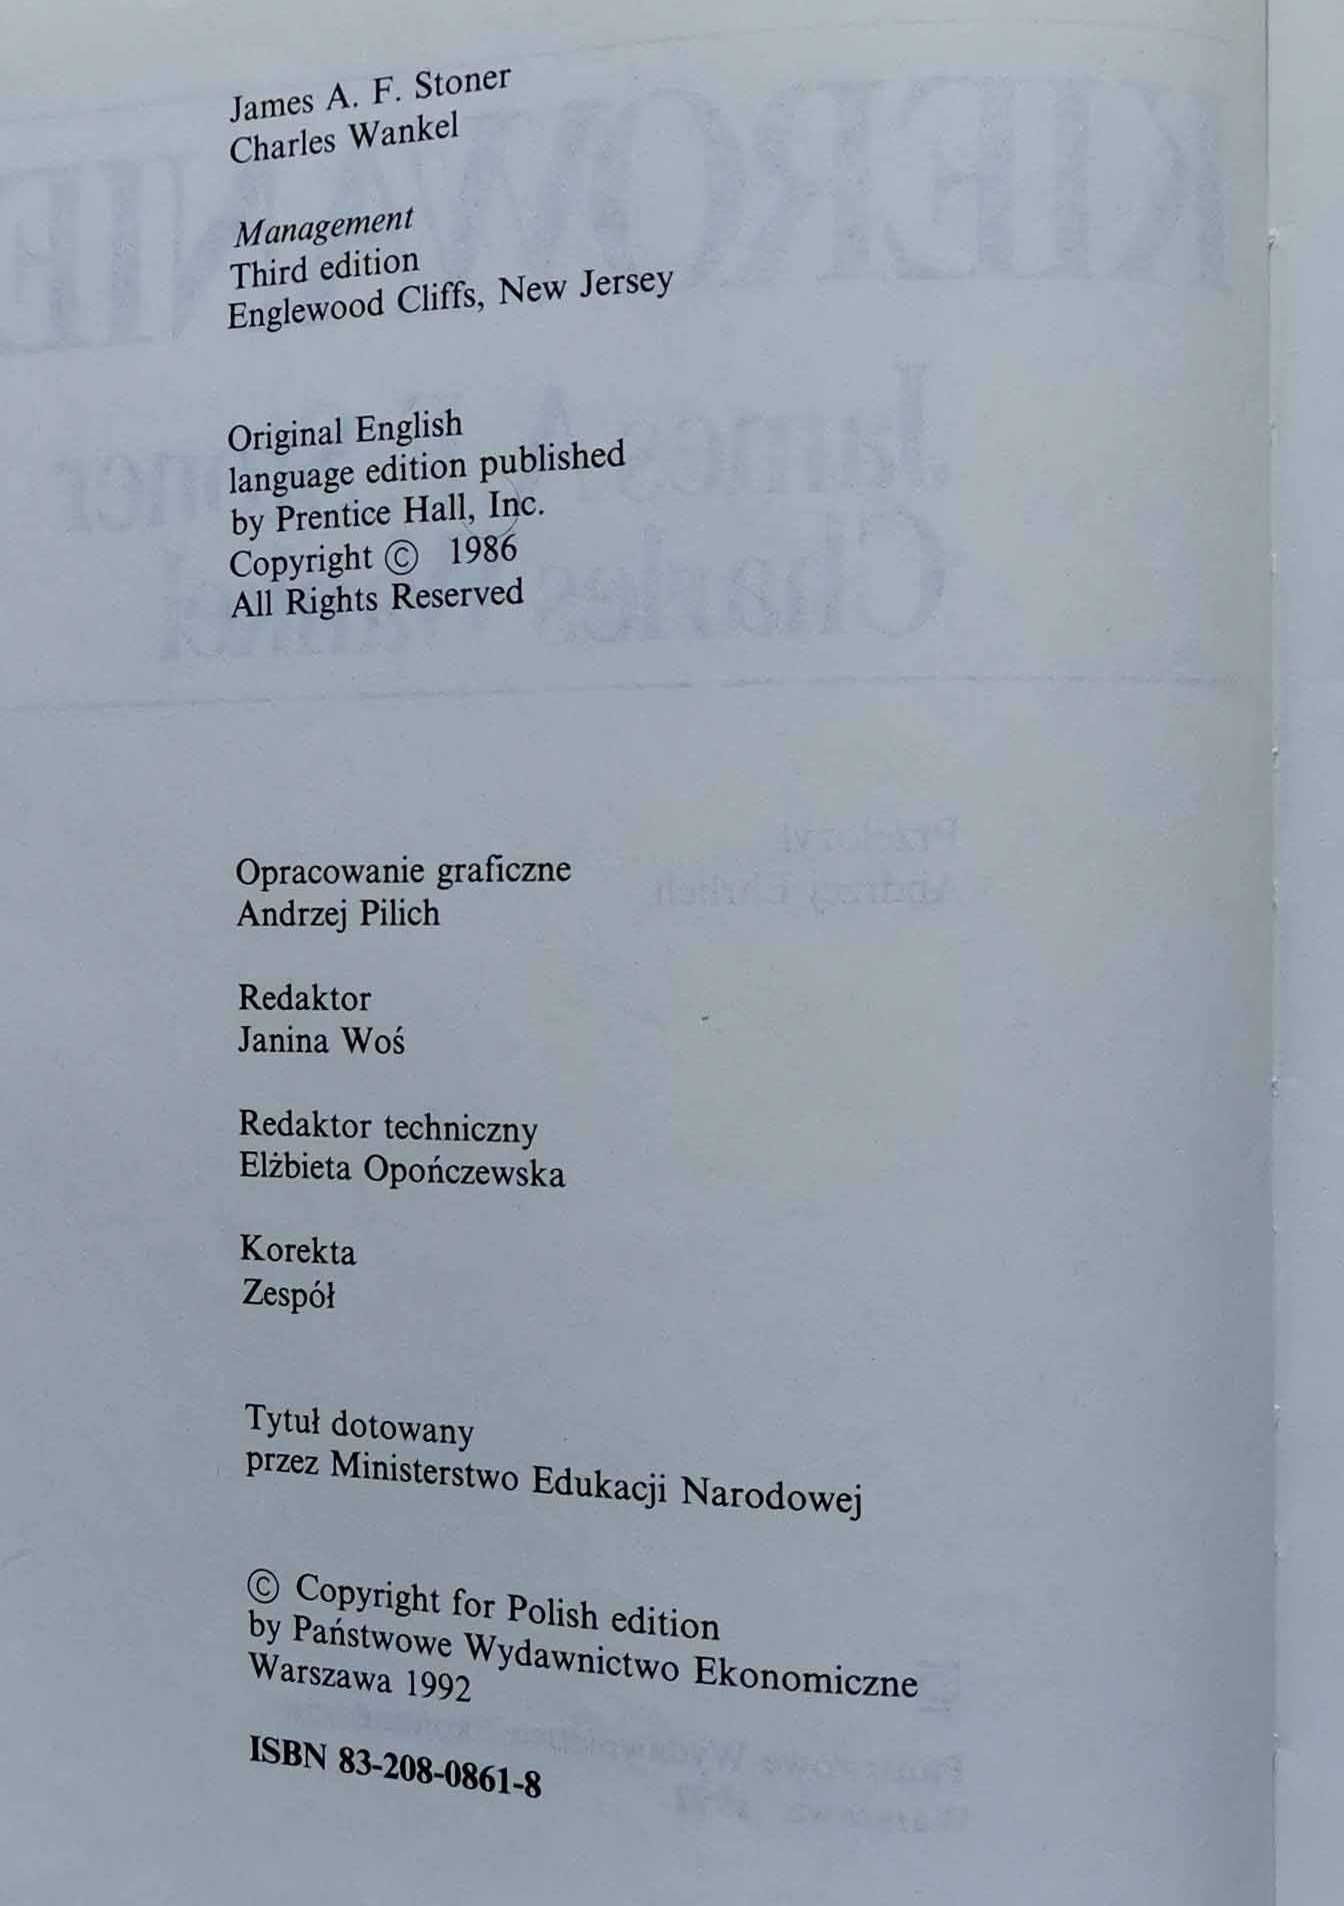 James A. F. Stoner
Charles Wankel
Management
Third edition
Englewood Cliffs, New Jersey
Original English
language edition published
by Prentice Hall, Inc.
Copyright © 1986
All Rights Reserved
Opracowanie graficzne
Andrzej Pilich
Redaktor
Janina Woś
Redaktor techniczny
Elżbieta Opończewska
Korekta
Zespół
Tytuł dotowany
przez Ministerstwo Edukacji Narodowej
© Copyright for Polish edition
by Państwowe Wydawnictwo Ekonomiczne
Warszawa 1992
ISBN 83-208-0861-8